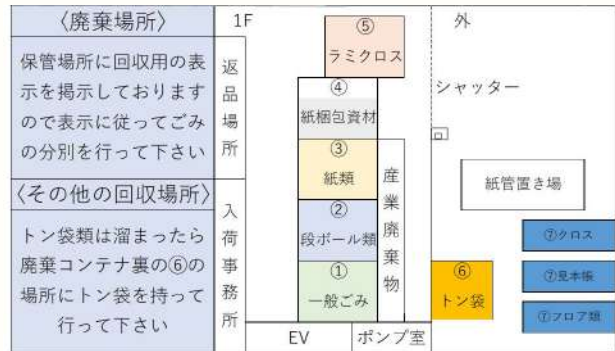 〈廃棄場所〉
保管場所に回収用の表
示を掲示しております
ので表示に従ってごみ
の分別を行って下さい
〈その他の回収場所〉
トン袋類は溜まったら
廃棄コンテナ裏の⑥の
場所にトン袋を持って
行って下さい
1F
返品場所
入荷事務所
⑤
ラミクロス
④
紙梱包資材
③
紙類
②
段ボール類
①
一般ごみ
産業廃棄物
EV
ポンプ室
外
シャッター
紙管置き場
⑥
トン袋
⑦クロス
⑦見本帳
⑦フロア類